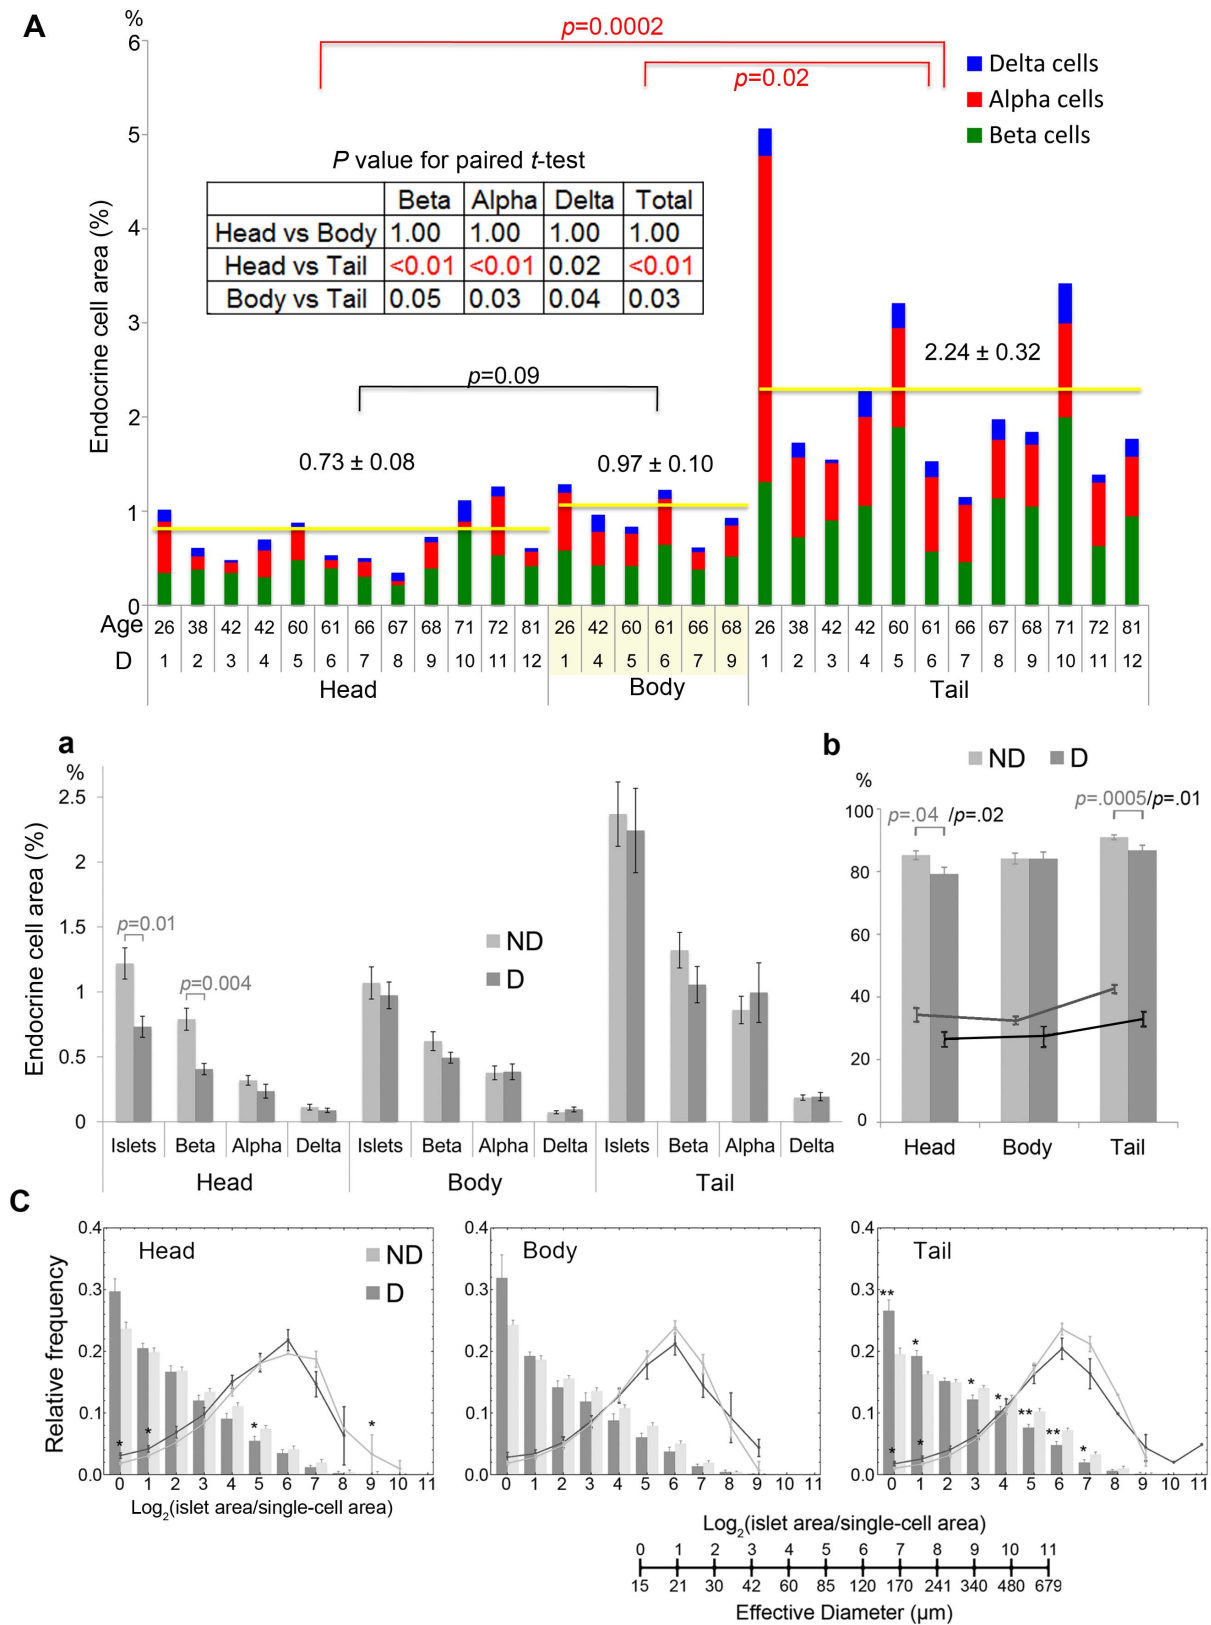 A
%
p=0.0002
6
p=0.02
Delta cells
Alpha cells
Beta cells
5
P value for paired t-test
Beta Alpha Delta Total
Head vs Body 1.00 1.00 1.00 1.00
Head vs Tail <0.01 <0.01 0.02 <0.01
Body vs Tail 0.05 0.03 0.04 0.03
4
3
2
1
0
Endocrine cell area (%)
2.24 ± 0.32
p=0.09
0.73 ± 0.08
0.97 ± 0.10
Age 26 38 42 42 60 61 66 67 68 71 72 81 26 42 60 61 66 68 26 38 42 42 60 61 66 67 68 71 72 81
D 1 2 3 4 5 6 7 8 9 10 11 12 1 4 5 6 7 9 1 2 3 4 5 6 7 8 9 10 11 12
Head Body Tail
a
%
2.5
2
1.5
1
0.5
0
Endocrine cell area (%)
p=0.01
p=0.004
ND
D
Islets Beta Alpha Delta Islets Beta Alpha Delta Islets Beta Alpha Delta
Head Body Tail
b
ND D
%
p=.0005/p=.01
p=.04 /p=.02
100
80
60
40
20
0
Head Body Tail
C
0.4
0.3
0.2
0.1
0.0
Relative frequency
Head
ND
D
* * * *
0 1 2 3 4 5 6 7 8 9 10 11
Log2(islet area/single-cell area)
0.4
0.3
0.2
0.1
0.0
Body
0 1 2 3 4 5 6 7 8 9 10 11
0.4
0.3
0.2
0.1
0.0
Tail
** * * * ** ** * * *
0 1 2 3 4 5 6 7 8 9 10 11
Log2(islet area/single-cell area)
0 1 2 3 4 5 6 7 8 9 10 11
15 21 30 42 60 85 120 170 241 340 480 679
Effective Diameter (µm)